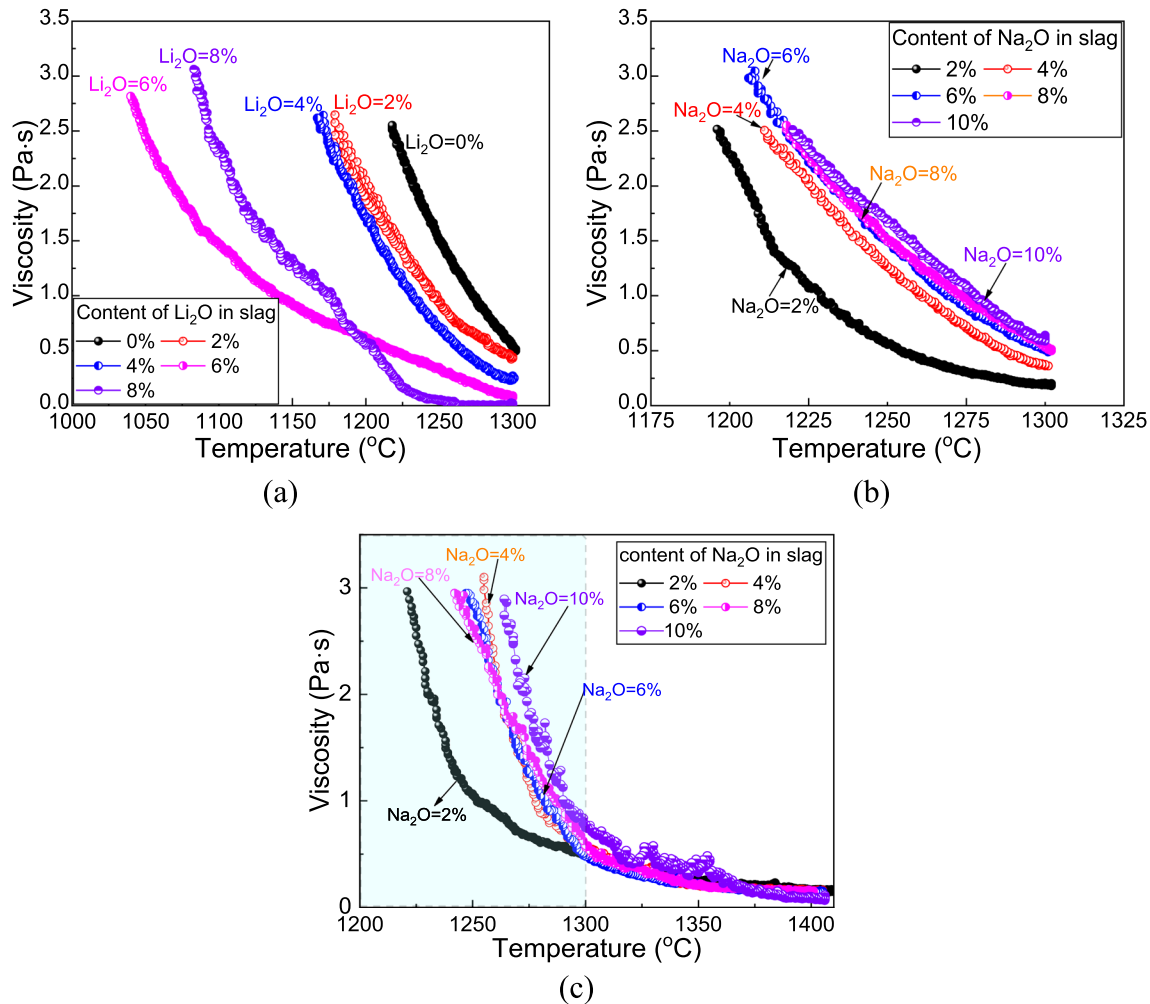 3.5
3.0
2.5
2.0
1.5
1.0
0.5
0.0
Viscosity (Pa·s)
Li₂O=8%
Li₂O=6%
Li₂O=4%
Li₂O=2%
Li₂O=0%
Content of Li₂O in slag
0% 2%
4% 6%
8%
1000 1050 1100 1150 1200 1250 1300
Temperature (°C)
(a)
3.5
3.0
2.5
2.0
1.5
1.0
0.5
0.0
Viscosity (Pa·s)
Na₂O=6%
Na₂O=4%
Na₂O=8%
Na₂O=10%
Na₂O=2%
Content of Na₂O in slag
2% 4%
6% 8%
10%
1175 1200 1225 1250 1275 1300 1325
Temperature (°C)
(b)
3
2
1
0
Viscosity (Pa·s)
Na₂O=4%
Na₂O=8%
Na₂O=10%
Na₂O=6%
Na₂O=2%
content of Na₂O in slag
2% 4%
6% 8%
10%
1200 1250 1300 1350 1400
Temperature (°C)
(c)